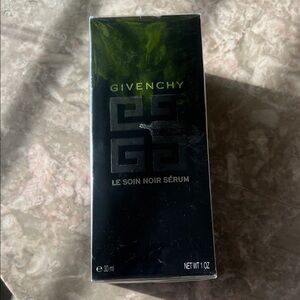 GIVENCHY
LE SOIN NOIR SÉRUM
℮ 30 ml NET WT 1 OZ